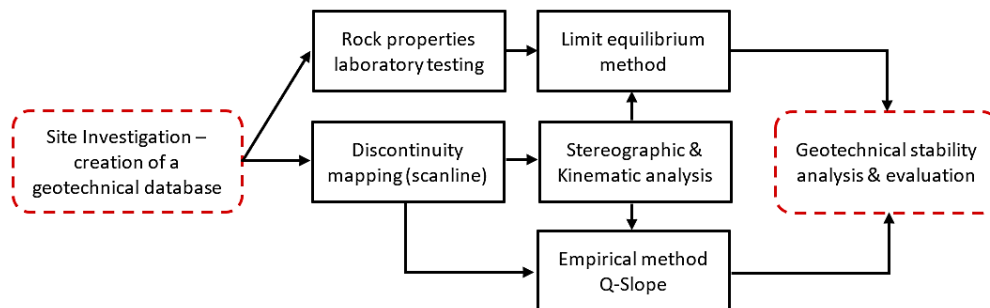 Rock properties
laboratory testing
Limit equilibrium
method
Site Investigation –
creation of a
geotechnical database
Discontinuity
mapping (scanline)
Stereographic &
Kinematic analysis
Geotechnical stability
analysis & evaluation
Empirical method
Q-Slope